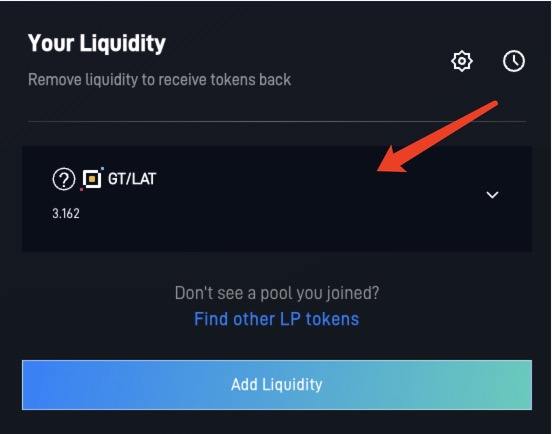 Your Liquidity
Remove liquidity to receive tokens back
GT/LAT
3.162
Don't see a pool you joined?
Find other LP tokens
Add Liquidity